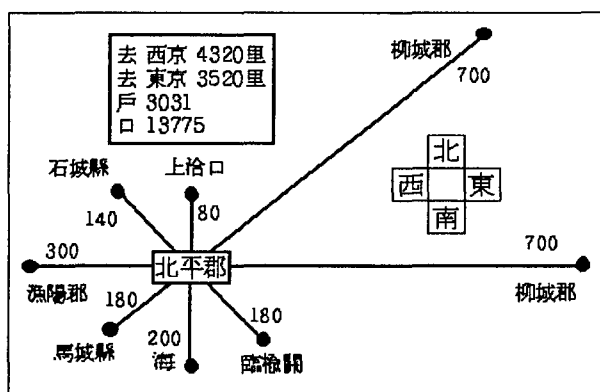 去 西京 4320里
去 東京 3520里
戶 3031
口 13775
柳城郡
700
石城縣
上洽口
140
80
北
西 東
南
300
北平郡
700
漁陽郡
180
180
柳城郡
馬城縣
200
海
臨楡關